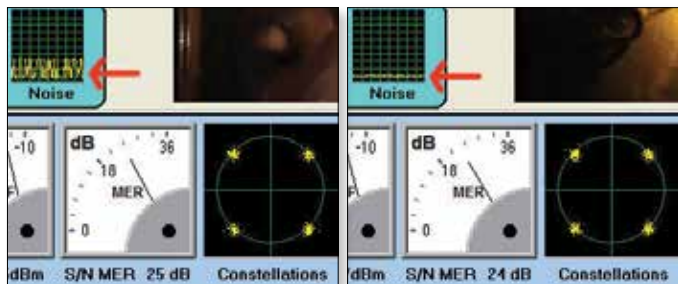 Noise
-10 dB 18 36 MER 0
dBm S/N MER 25 dB Constellations
Noise
-10 dB 18 36 MER 0
/dBm S/N MER 24 dB Constellations